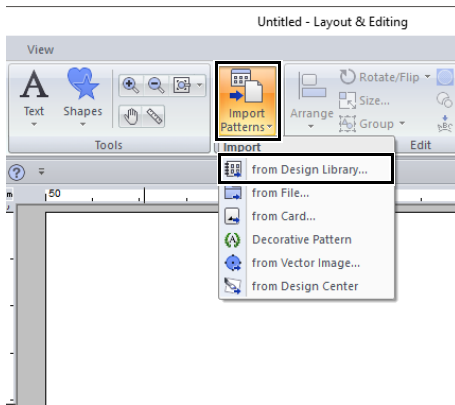 Untitled - Layout & Editing
View
Text
Shapes
Import Patterns
Arrange
Rotate/Flip
Size...
Group
Tools
Edit
Import
from Design Library...
from File...
from Card...
Decorative Pattern
from Vector Image...
from Design Center
50